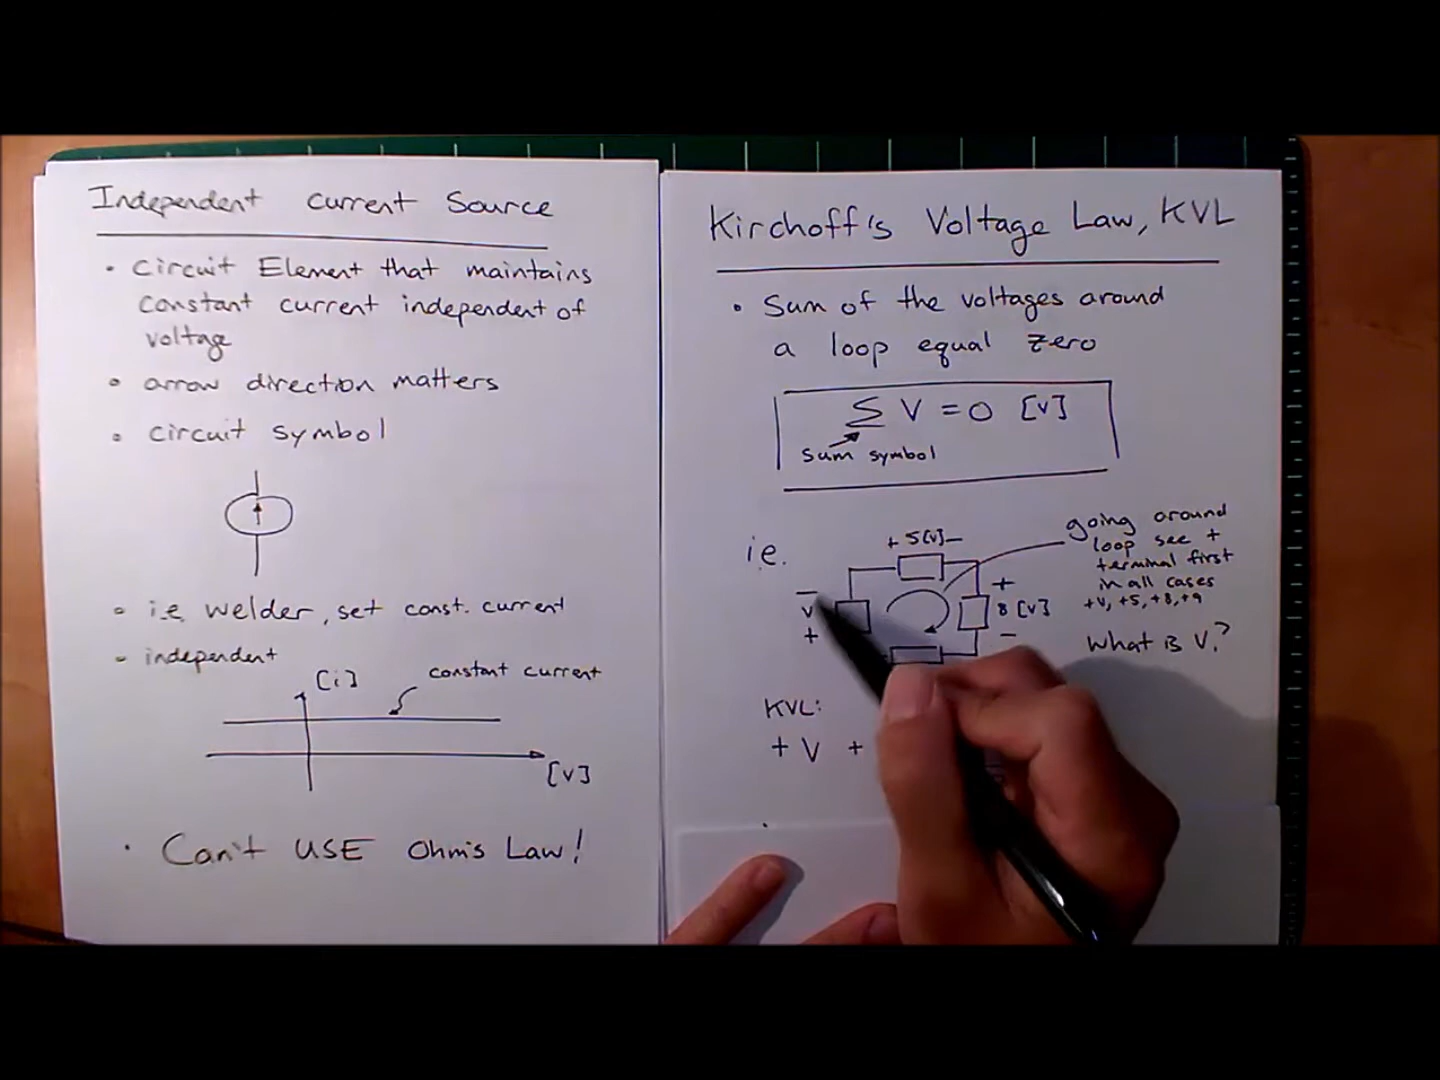 Independent Current Source
• Circuit Element that maintains
constant current independent of
voltage
• arrow direction matters
• circuit symbol
• i.e. welder, set const. current
- independent
[i]
constant current
[v]
• Can't USE Ohm's Law!
Kirchoff's Voltage Law, KVL
• Sum of the voltages around
a loop equal zero
Σ V = 0 [v]
sum symbol
i.e.
+ 5[v] -
going around
loop see +
terminal first
in all cases
+v, +5, +8, +9
-
v
+
+
8 [v]
-
What is V?
KVL:
+ V +